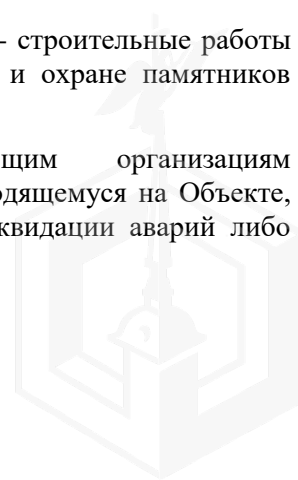 - строительные работы
и охране памятников
щим организациям
одящемуся на Объекте,
квидации аварий либо